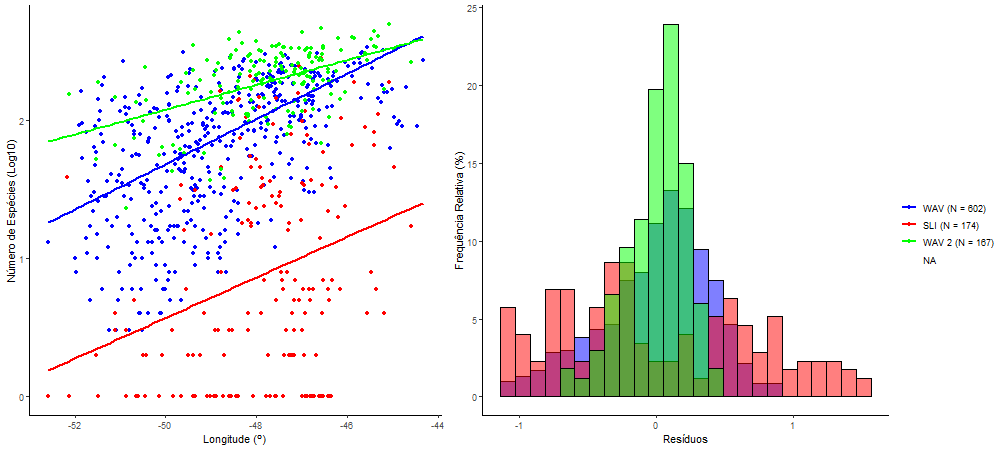 Número de Espécies (Log10)
2
1
0
-52
-50
-48
-46
-44
Longitude (º)
Frequência Relativa (%)
25
20
15
10
5
0
-1
0
1
Resíduos
WAV (N = 602)
SLI (N = 174)
WAV 2 (N = 167)
NA